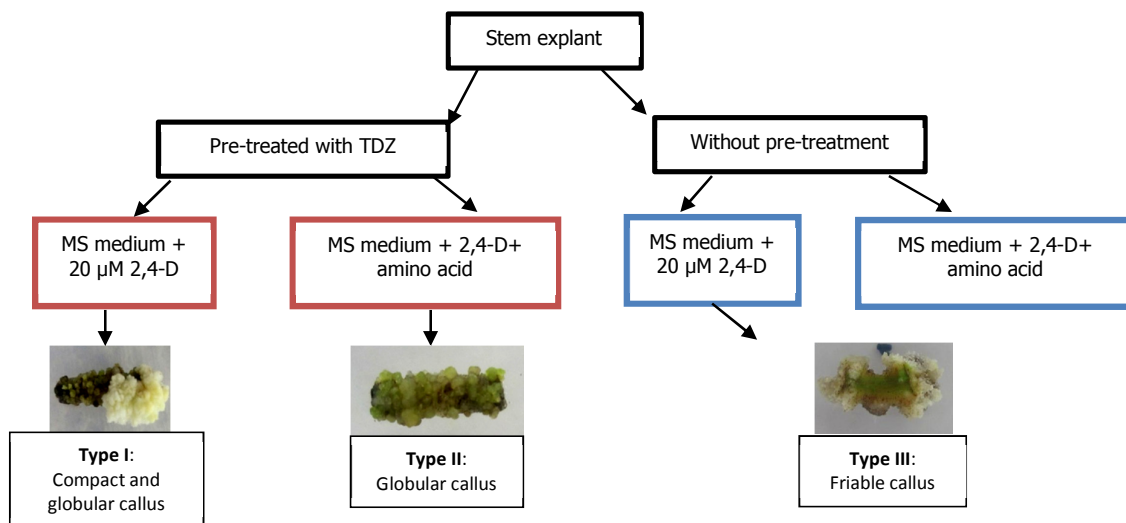 Stem explant
Pre-treated with TDZ
Without pre-treatment
MS medium +
20 µM 2,4-D
MS medium + 2,4-D+
amino acid
MS medium +
20 µM 2,4-D
MS medium + 2,4-D+
amino acid
Type I:
Compact and
globular callus
Type II:
Globular callus
Type III:
Friable callus